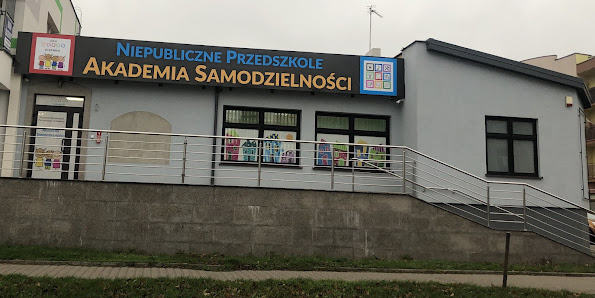 NIEPUBLICZNE PRZEDSZKOLE
AKADEMIA SAMODZIELNOŚCI